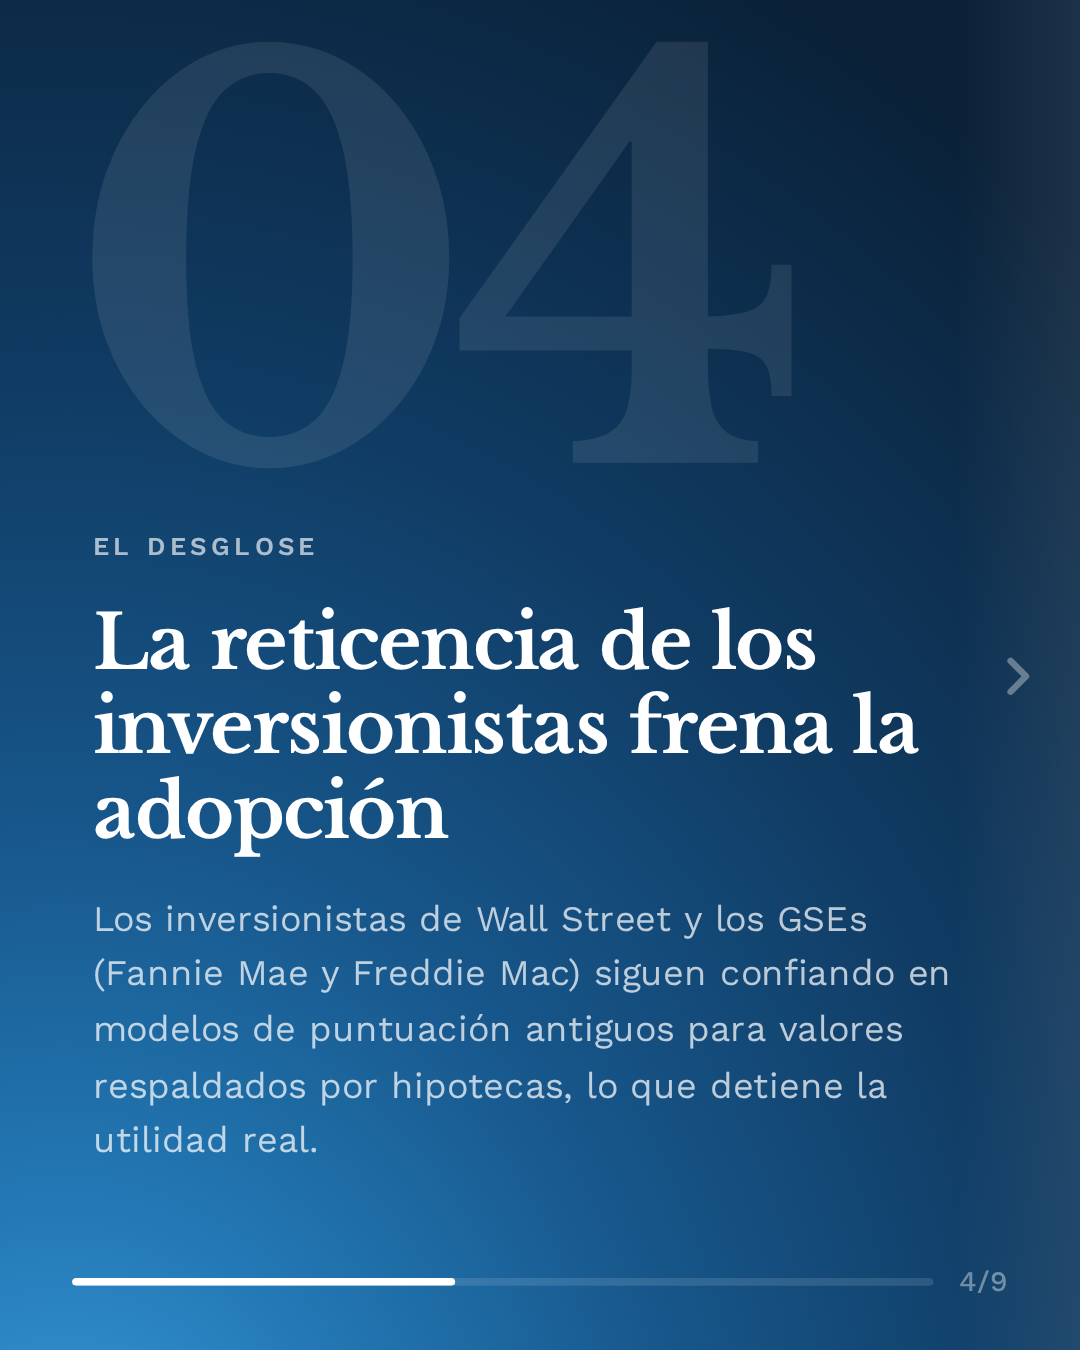 04
EL DESGLOSE
La reticencia de los
inversionistas frena la
adopción
Los inversionistas de Wall Street y los GSEs
(Fannie Mae y Freddie Mac) siguen confiando en
modelos de puntuación antiguos para valores
respaldados por hipotecas, lo que detiene la
utilidad real.
4/9